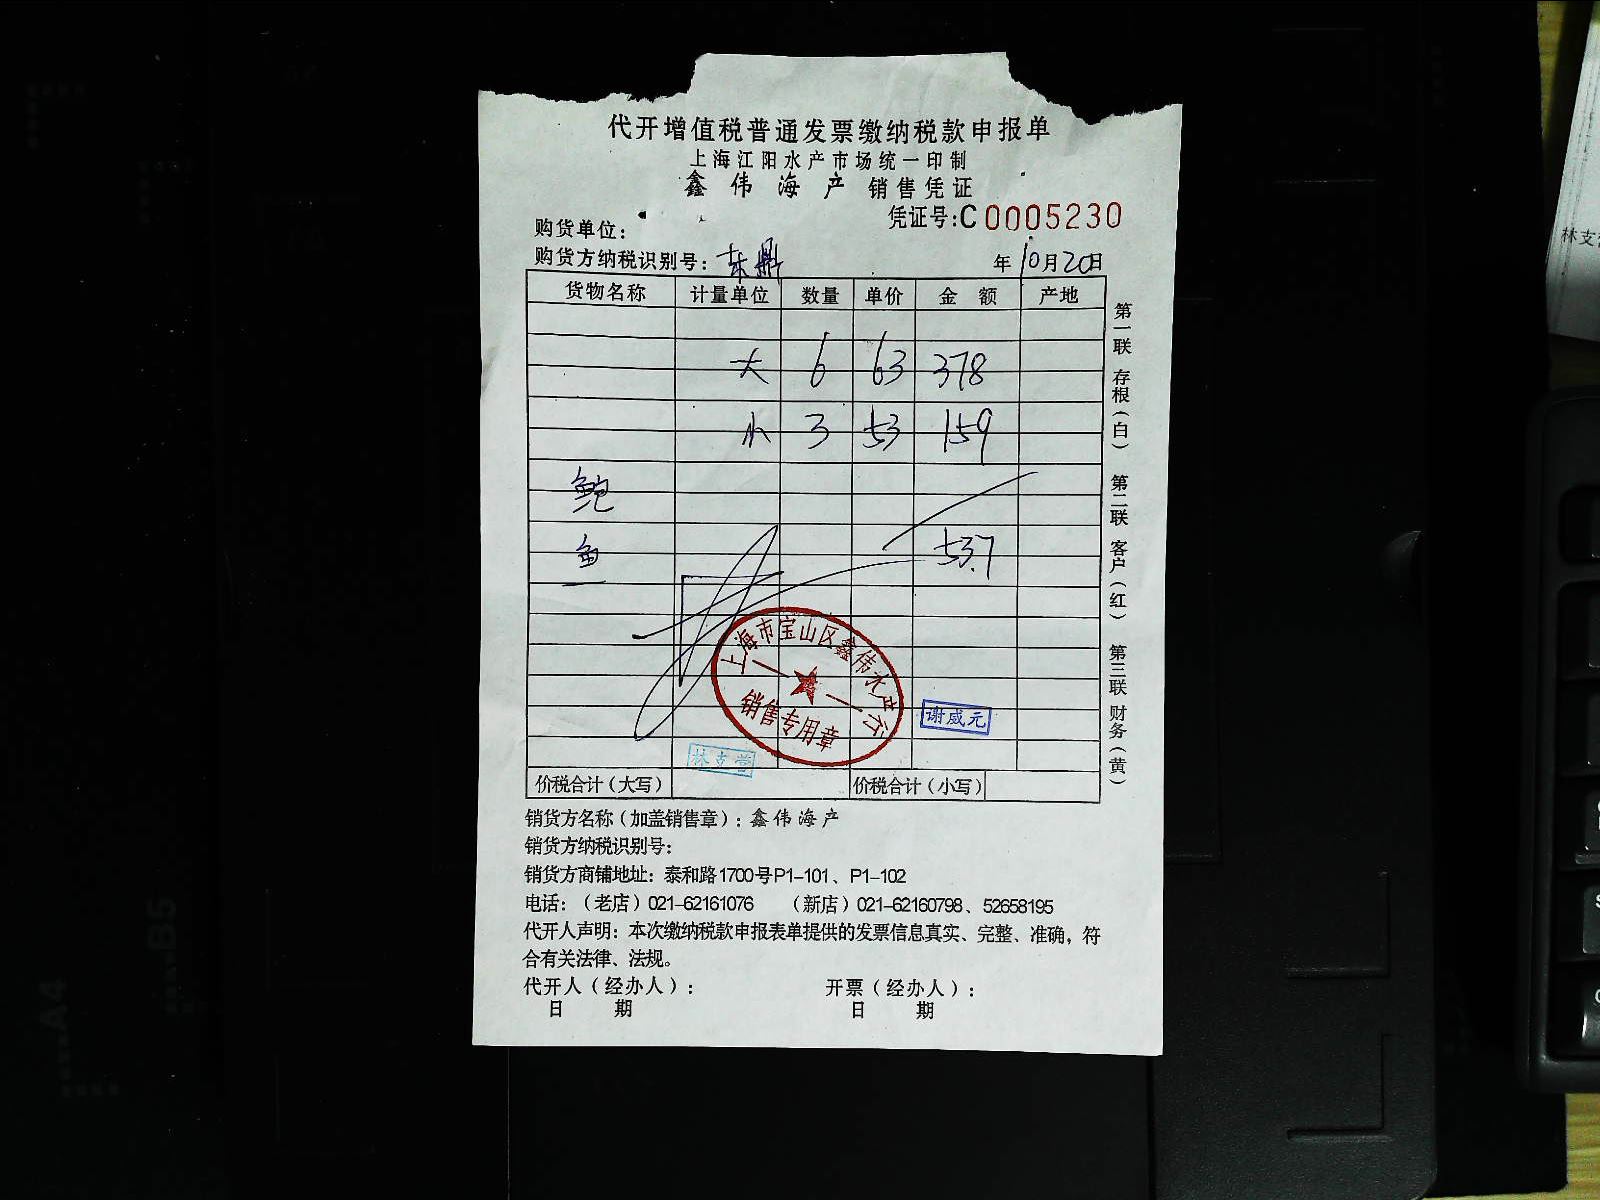 代开增值税普通发票缴纳税款申报单
上海江阳水产市场统一印制
鑫伟海产 销售凭证
凭证号:C0005230
购货单位:
购货方纳税识别号: 东鼎 年10月20日
货物名称 计量单位 数量 单价 金额 产地
大 6 63 378
小 3 53 159
鲍
鱼 537
上海市宝山区鑫伟水产行
销售专用章
谢威元
林支营
价税合计(大写) 价税合计(小写)
第一联 存根(白)
第二联 客户(红)
第三联 财务(黄)
销货方名称(加盖销售章):鑫伟海产
销货方纳税识别号:
销货方商铺地址:泰和路1700号P1-101、P1-102
电话:(老店)021-62161076 (新店)021-62160798、52658195
代开人声明:本次缴纳税款申报表单提供的发票信息真实、完整、准确,符
合有关法律、法规。
代开人(经办人): 开票(经办人):
日 期 日 期
林支
A4
B5